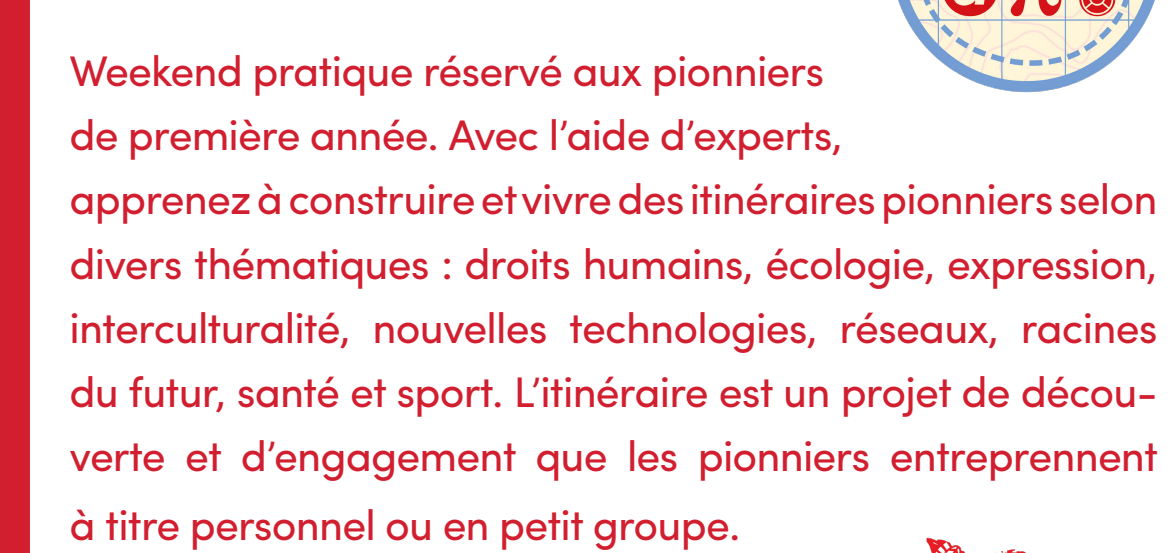 Weekend pratique réservé aux pionniers
de première année. Avec l’aide d’experts,
apprenez à construire et vivre des itinéraires pionniers selon
divers thématiques : droits humains, écologie, expression,
interculturalité, nouvelles technologies, réseaux, racines
du futur, santé et sport. L’itinéraire est un projet de décou-
verte et d’engagement que les pionniers entreprennent
à titre personnel ou en petit groupe.